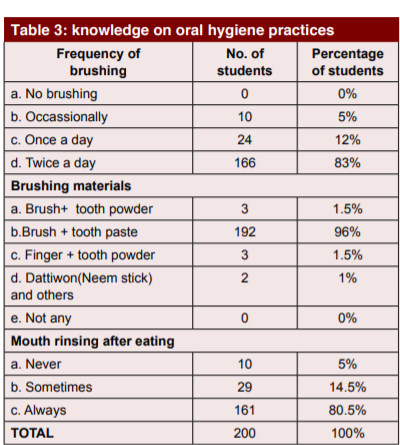 Table 3: knowledge on oral hygiene practices
Frequency of brushing No. of students Percentage of students
a. No brushing 0 0%
b. Occassionally 10 5%
c. Once a day 24 12%
d. Twice a day 166 83%
Brushing materials
a. Brush+ tooth powder 3 1.5%
b.Brush + tooth paste 192 96%
c. Finger + tooth powder 3 1.5%
d. Dattiwon(Neem stick) and others 2 1%
e. Not any 0 0%
Mouth rinsing after eating
a. Never 10 5%
b. Sometimes 29 14.5%
c. Always 161 80.5%
TOTAL 200 100%